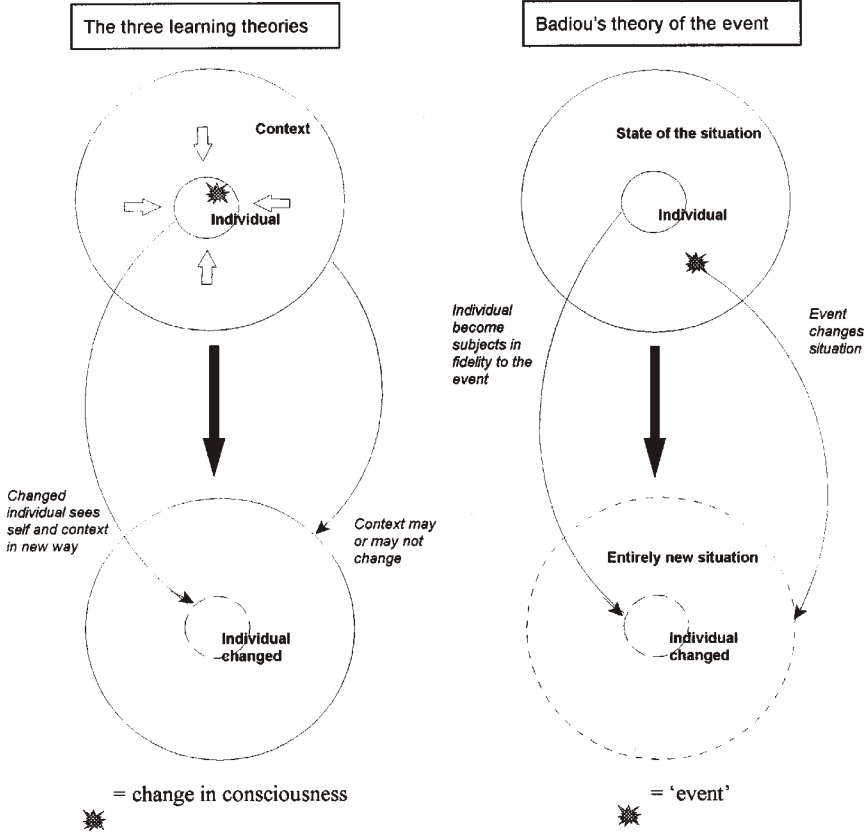 The three learning theories
Context
Individual
Changed
individual sees
self and context
in new way
Context may
or may not
change
Individual
changed
= change in consciousness
Badiou's theory of the event
State of the situation
Individual
Individual
become
subjects in
fidelity to the
event
Event
changes
situation
Entirely new situation
Individual
changed
= 'event'